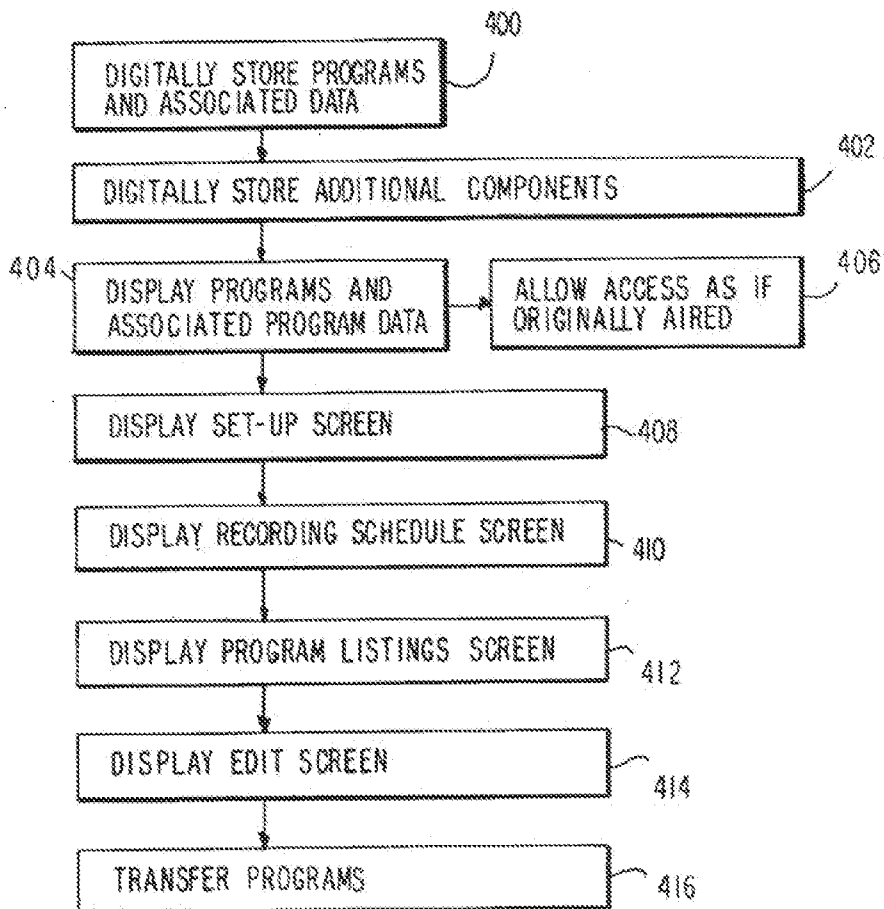 400
DIGITALLY STORE PROGRAMS
AND ASSOCIATED DATA
402
DIGITALLY STORE ADDITIONAL COMPONENTS
404
DISPLAY PROGRAMS AND
ASSOCIATED PROGRAM DATA
406
ALLOW ACCESS AS IF
ORIGINALLY AIRED
DISPLAY SET-UP SCREEN
408
DISPLAY RECORDING SCHEDULE SCREEN
410
DISPLAY PROGRAM LISTINGS SCREEN
412
DISPLAY EDIT SCREEN
414
TRANSFER PROGRAMS
416